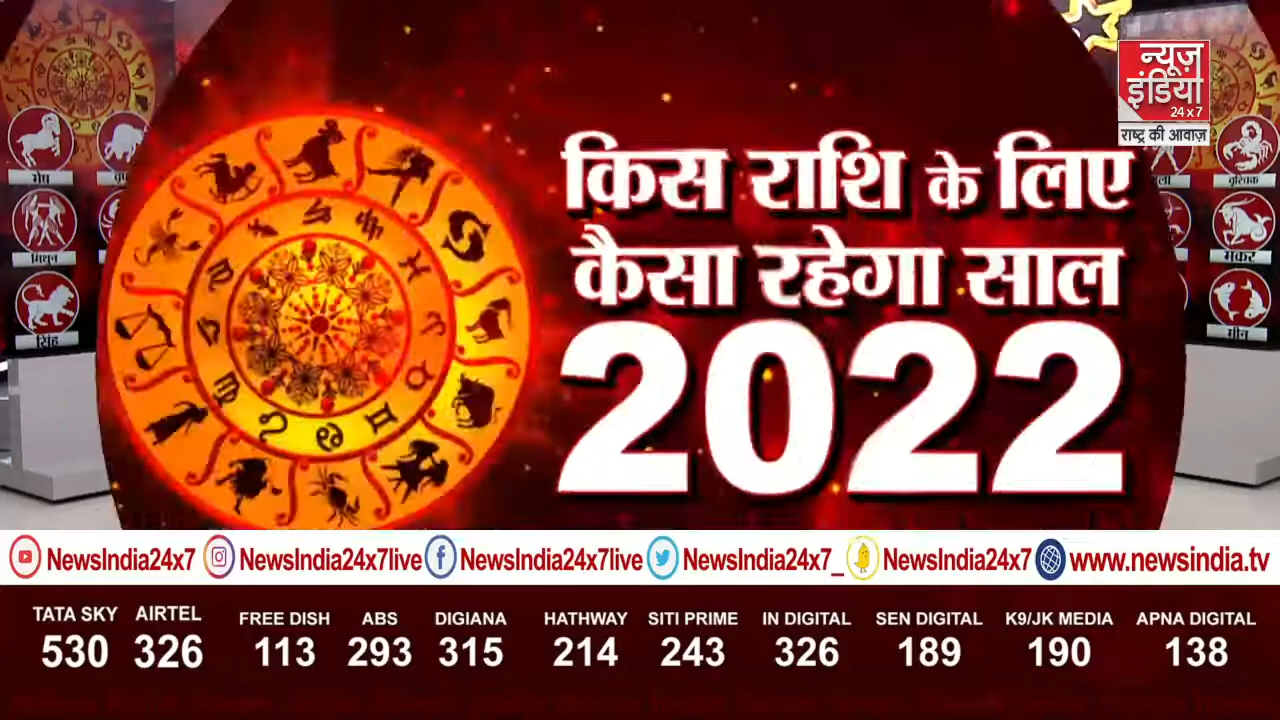 न्यूज़
इंडिया
24x7
राष्ट्र की आवाज़
मेष
मिथुन
सिंह
वृश्चिक
मकर
मीन
किस राशि के लिए
कैसा रहेगा साल
2022
NewsIndia24x7 NewsIndia24x7live NewsIndia24x7live NewsIndia24x7_ NewsIndia24x7 www.newsindia.tv
TATA SKY AIRTEL FREE DISH ABS DIGIANA HATHWAY SITI PRIME IN DIGITAL SEN DIGITAL K9/JK MEDIA APNA DIGITAL
530 326 113 293 315 214 243 326 189 190 138